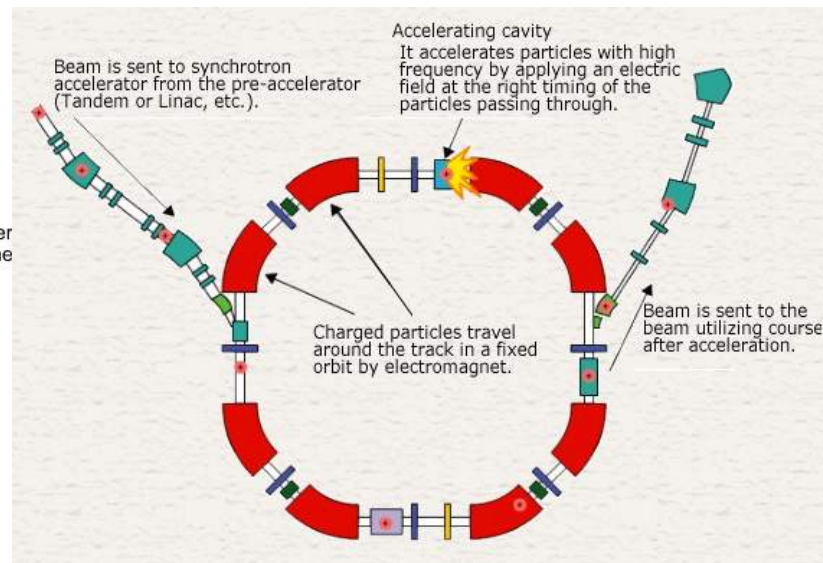 Accelerating cavity
It accelerates particles with high
frequency by applying an electric
field at the right timing of the
particles passing through.
Beam is sent to synchrotron
accelerator from the pre-accelerator
(Tandem or Linac, etc.).
Charged particles travel
around the track in a fixed
orbit by electromagnet.
Beam is sent to the
beam utilizing course
after acceleration.